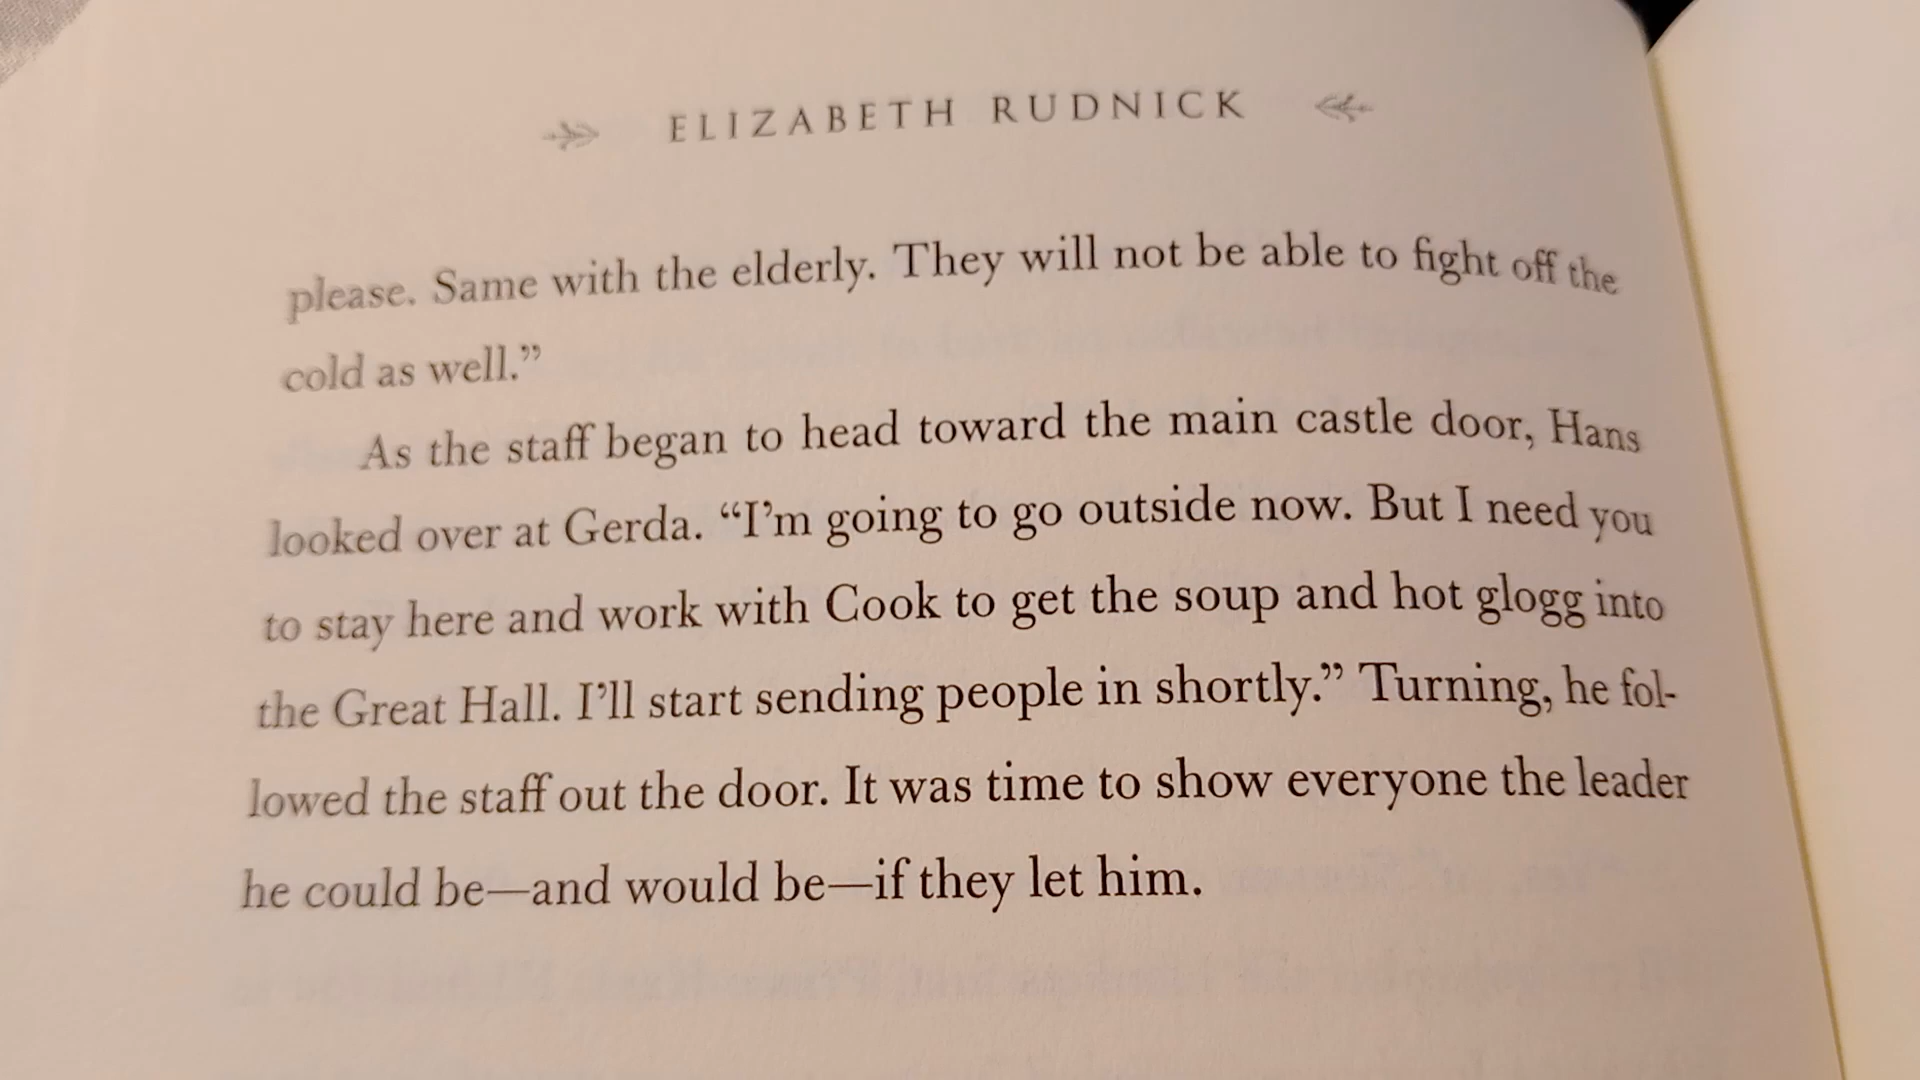 ELIZABETH RUDNICK
please. Same with the elderly. They will not be able to fight off the
cold as well.”
As the staff began to head toward the main castle door, Hans
looked over at Gerda. “I’m going to go outside now. But I need you
to stay here and work with Cook to get the soup and hot glogg into
the Great Hall. I’ll start sending people in shortly.” Turning, he fol-
lowed the staff out the door. It was time to show everyone the leader
he could be—and would be—if they let him.